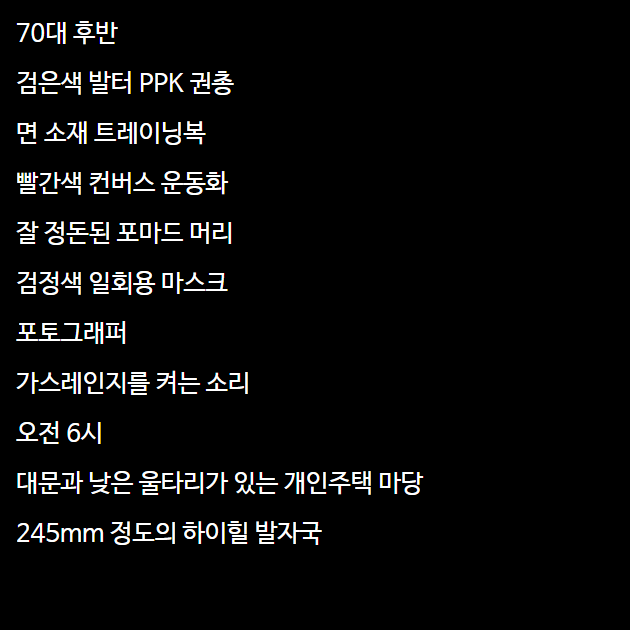 70대 후반
검은색 발터 PPK 권총
면 소재 트레이닝복
빨간색 컨버스 운동화
잘 정돈된 포마드 머리
검정색 일회용 마스크
포토그래퍼
가스레인지를 켜는 소리
오전 6시
대문과 낮은 울타리가 있는 개인주택 마당
245mm 정도의 하이힐 발자국